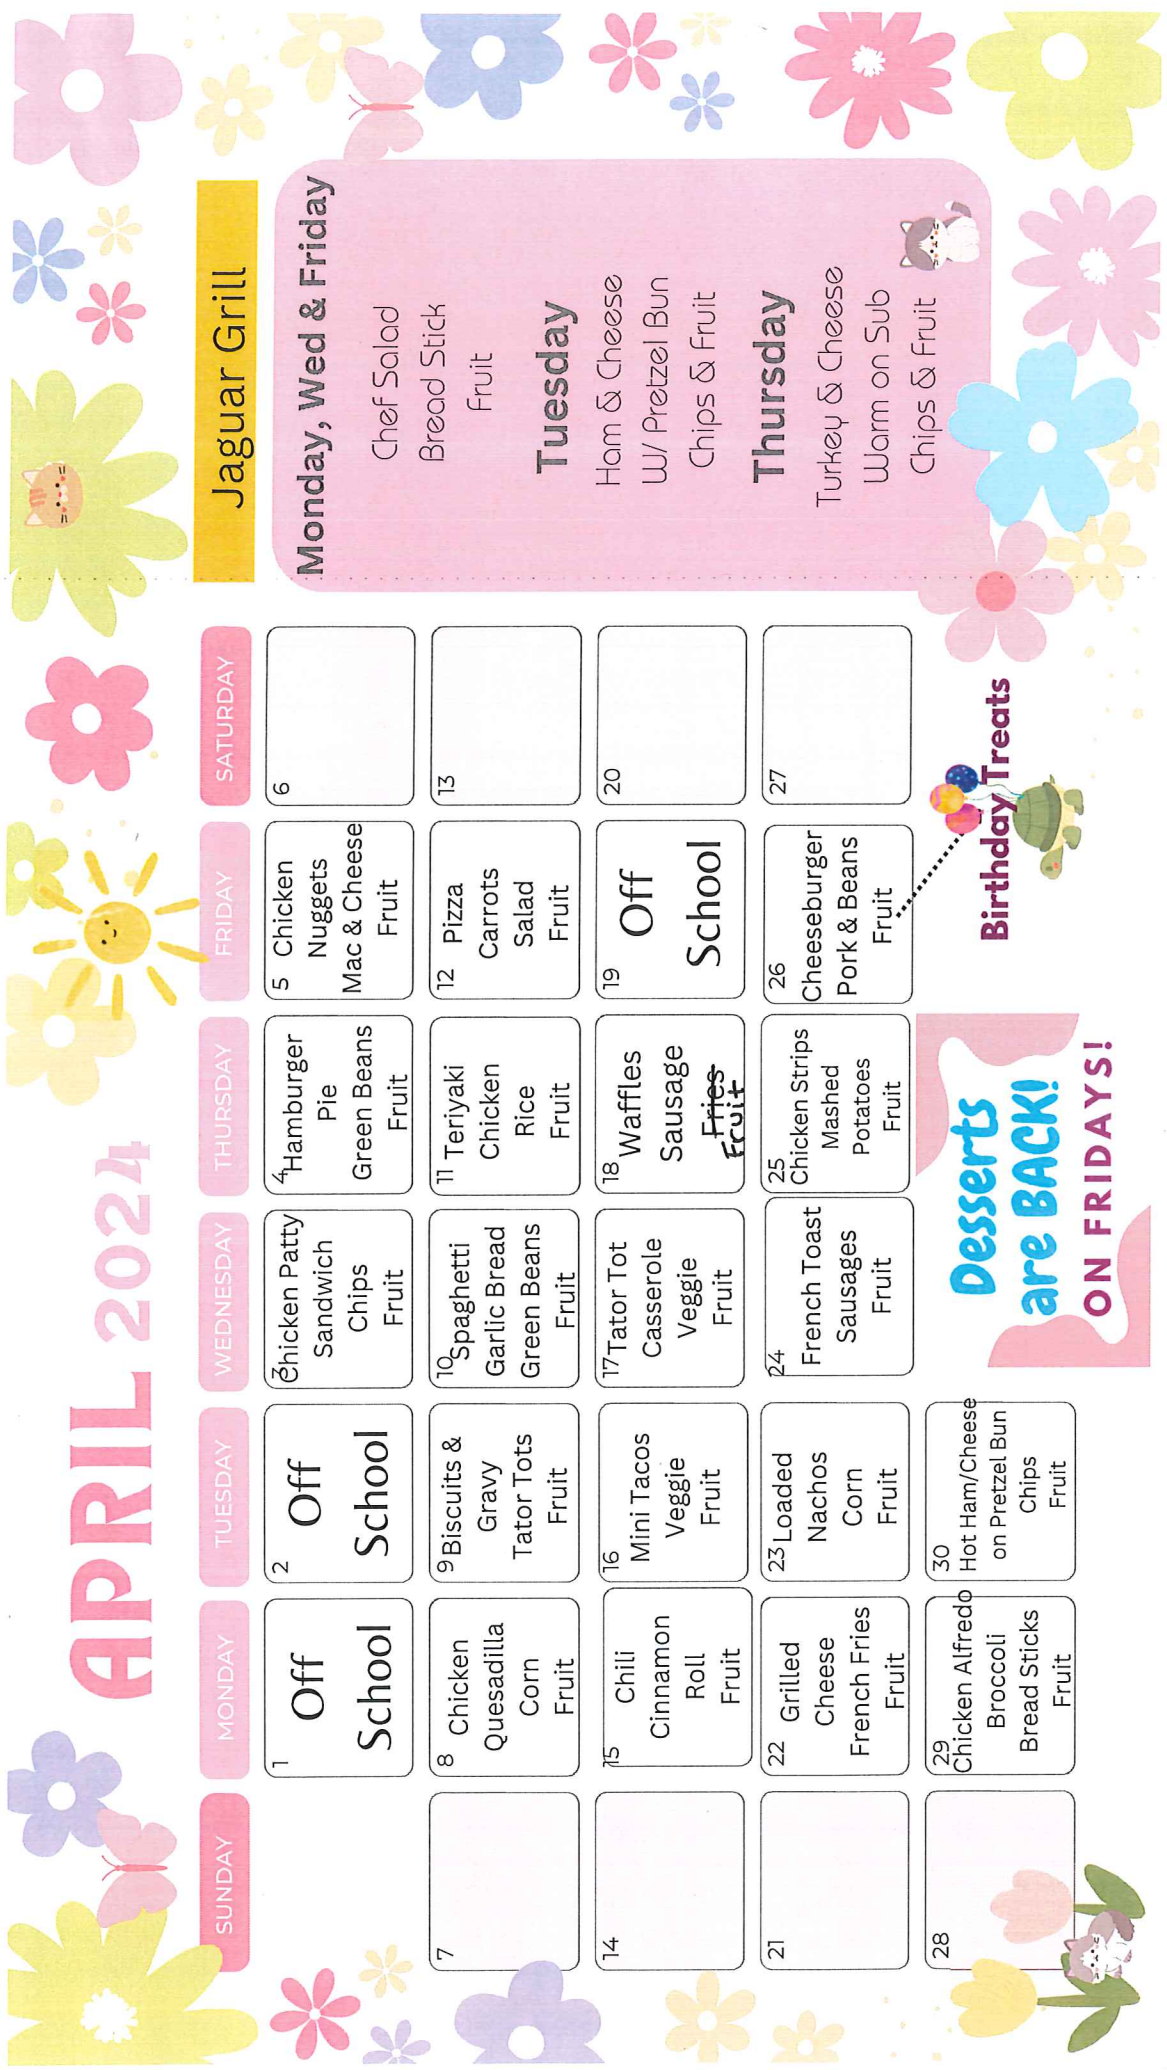 APRIL 2024
SUNDAY
MONDAY
TUESDAY
WEDNESDAY
THURSDAY
FRIDAY
SATURDAY
1
Off
School
2
Off
School
3
Chicken Patty
Sandwich
Chips
Fruit
4
Hamburger
Pie
Green Beans
Fruit
5 Chicken
Nuggets
Mac & Cheese
Fruit
6
7
8
Chicken
Quesadilla
Corn
Fruit
9 Biscuits &
Gravy
Tator Tots
Fruit
10
Spaghetti
Garlic Bread
Green Beans
Fruit
11 Teriyaki
Chicken
Rice
Fruit
12 Pizza
Carrots
Salad
Fruit
13
14
15
Chili
Cinnamon
Roll
Fruit
16
Mini Tacos
Veggie
Fruit
17 Tator Tot
Casserole
Veggie
Fruit
18 Waffles
Sausage
Fries
Fruit
19 Off
School
20
21
22 Grilled
Cheese
French Fries
Fruit
23 Loaded
Nachos
Corn
Fruit
24
French Toast
Sausages
Fruit
25
Chicken Strips
Mashed
Potatoes
Fruit
26
Cheeseburger
Pork & Beans
Fruit
27
28
29
Chicken Alfredo
Broccoli
Bread Sticks
Fruit
30
Hot Ham/Cheese
on Pretzel Bun
Chips
Fruit
Desserts
are BACK!
ON FRIDAYS!
Birthday Treats
Jaguar Grill
Monday, Wed & Friday
Chef Salad
Bread Stick
Fruit
Tuesday
Ham & Cheese
W/ Pretzel Bun
Chips & Fruit
Thursday
Turkey & Cheese
Warm on Sub
Chips & Fruit